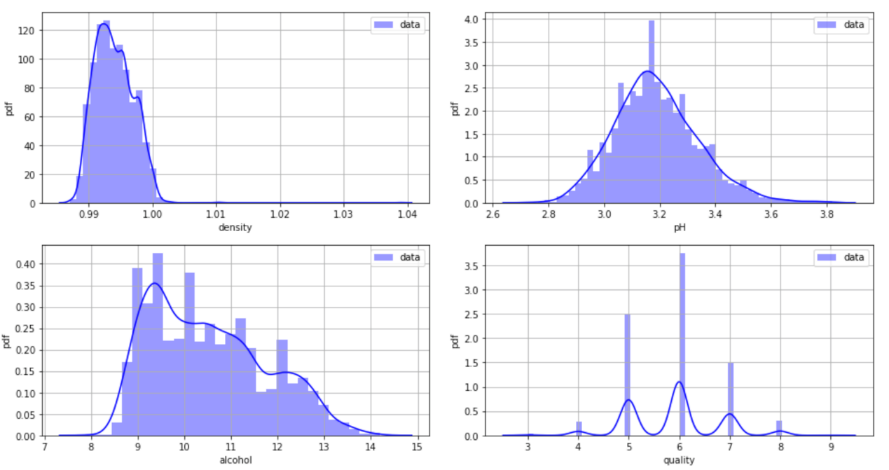 data
120
100
80
60
40
20
0
pdf
0.99 1.00 1.01 1.02 1.03 1.04
density
data
4.0
3.5
3.0
2.5
2.0
1.5
1.0
0.5
0.0
pdf
2.6 2.8 3.0 3.2 3.4 3.6 3.8
pH
data
0.40
0.35
0.30
0.25
0.20
0.15
0.10
0.05
0.00
pdf
7 8 9 10 11 12 13 14 15
alcohol
data
3.5
3.0
2.5
2.0
1.5
1.0
0.5
0.0
pdf
3 4 5 6 7 8 9
quality